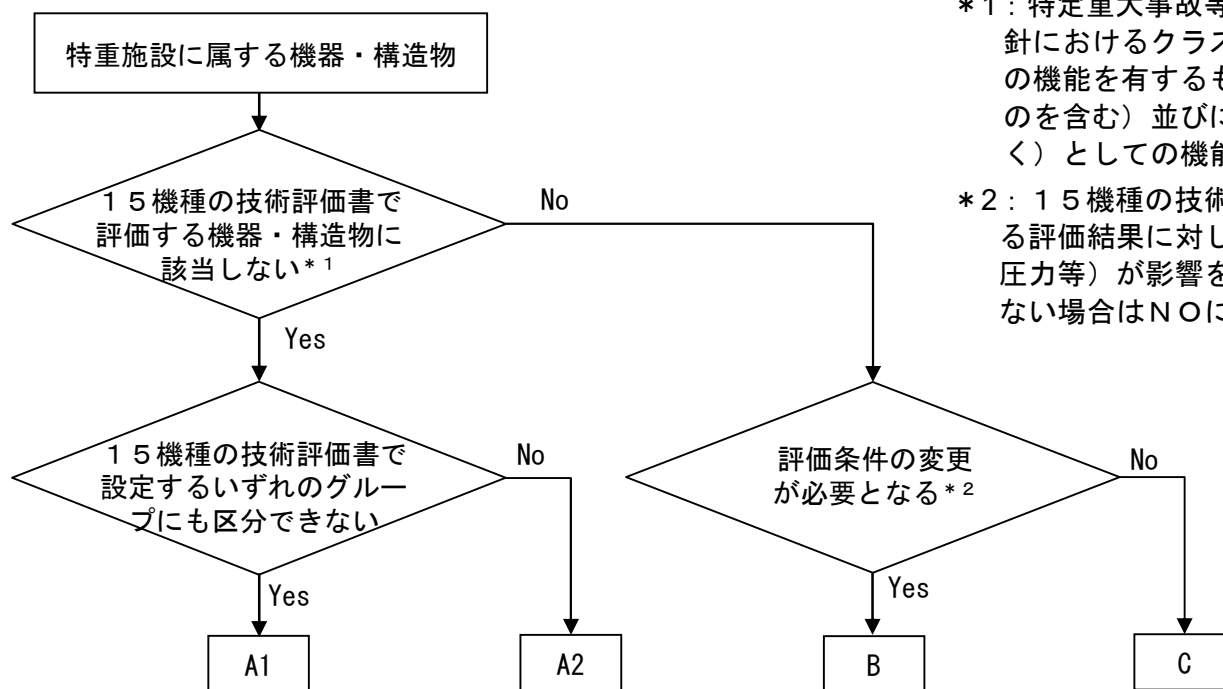 特重施設に属する機器・構造物
１５機種の技術評価書で
評価する機器・構造物に
該当しない*１
No
Yes
１５機種の技術評価書で
設定するいずれのグルー
プにも区分できない
No
Yes
評価条件の変更
が必要となる*２
No
Yes
A1
A2
B
C
*１：特定重大事故等
針におけるクラス
の機能を有するも
のを含む）並びに
く）としての機能
*２：１５機種の技術
る評価結果に対し
圧力等）が影響を
ない場合はＮＯに